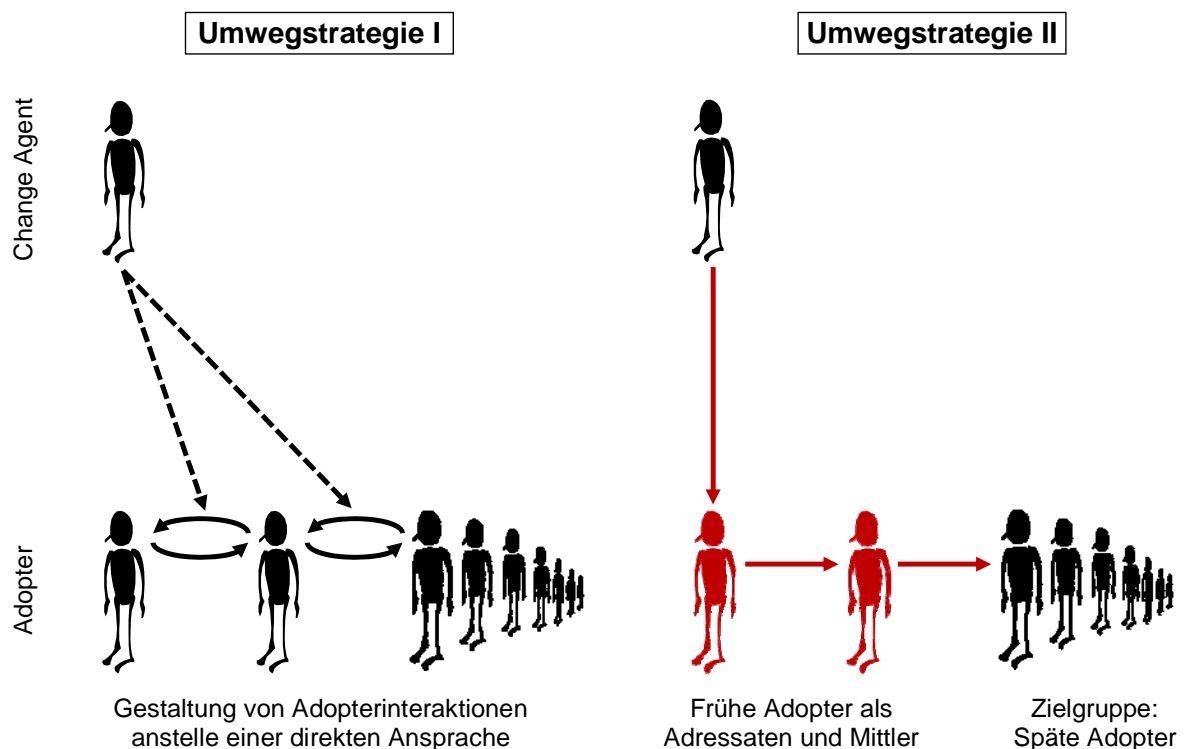 Umwegstrategie I
Umwegstrategie II
Change Agent
Adopter
Gestaltung von Adopterinteraktionen
anstelle einer direkten Ansprache
Frühe Adopter als
Adressaten und Mittler
Zielgruppe:
Späte Adopter